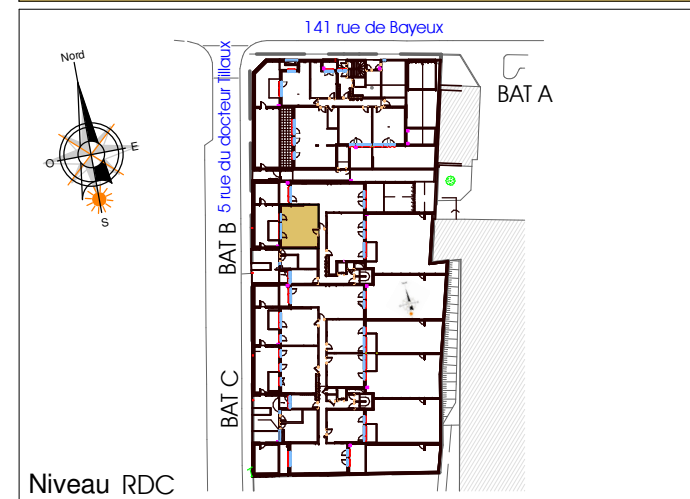 141 rue de Bayeux
5 rue du docteur Tillaux
BAT A
BAT B
BAT C
Nord
O
E
S
Niveau RDC